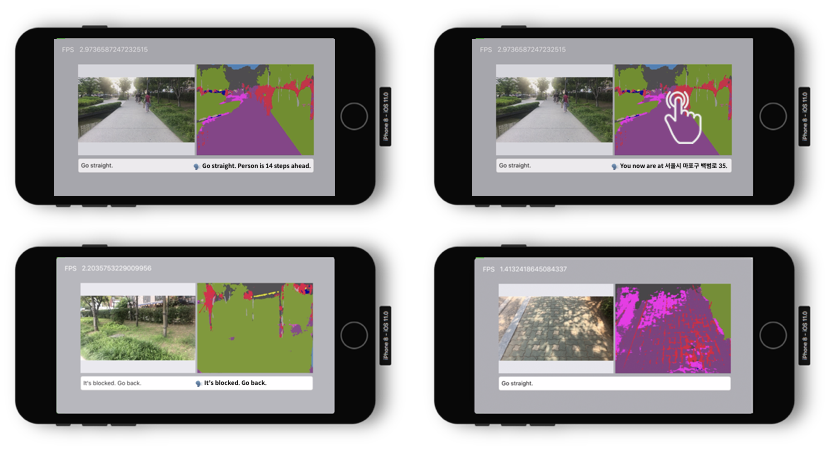 FPS 2.9736587247232515
Go straight.
Go straight. Person is 14 steps ahead.
iPhone 8 - iOS 11.0
FPS 2.9736587247232515
Go straight.
You now are at 서울시 마포구 백범로 35.
iPhone 8 - iOS 11.0
FPS 2.2035753229009956
It's blocked. Go back.
It's blocked. Go back.
iPhone 8 - iOS 11.0
FPS 1.4132418645084337
Go straight.
iPhone 8 - iOS 11.0